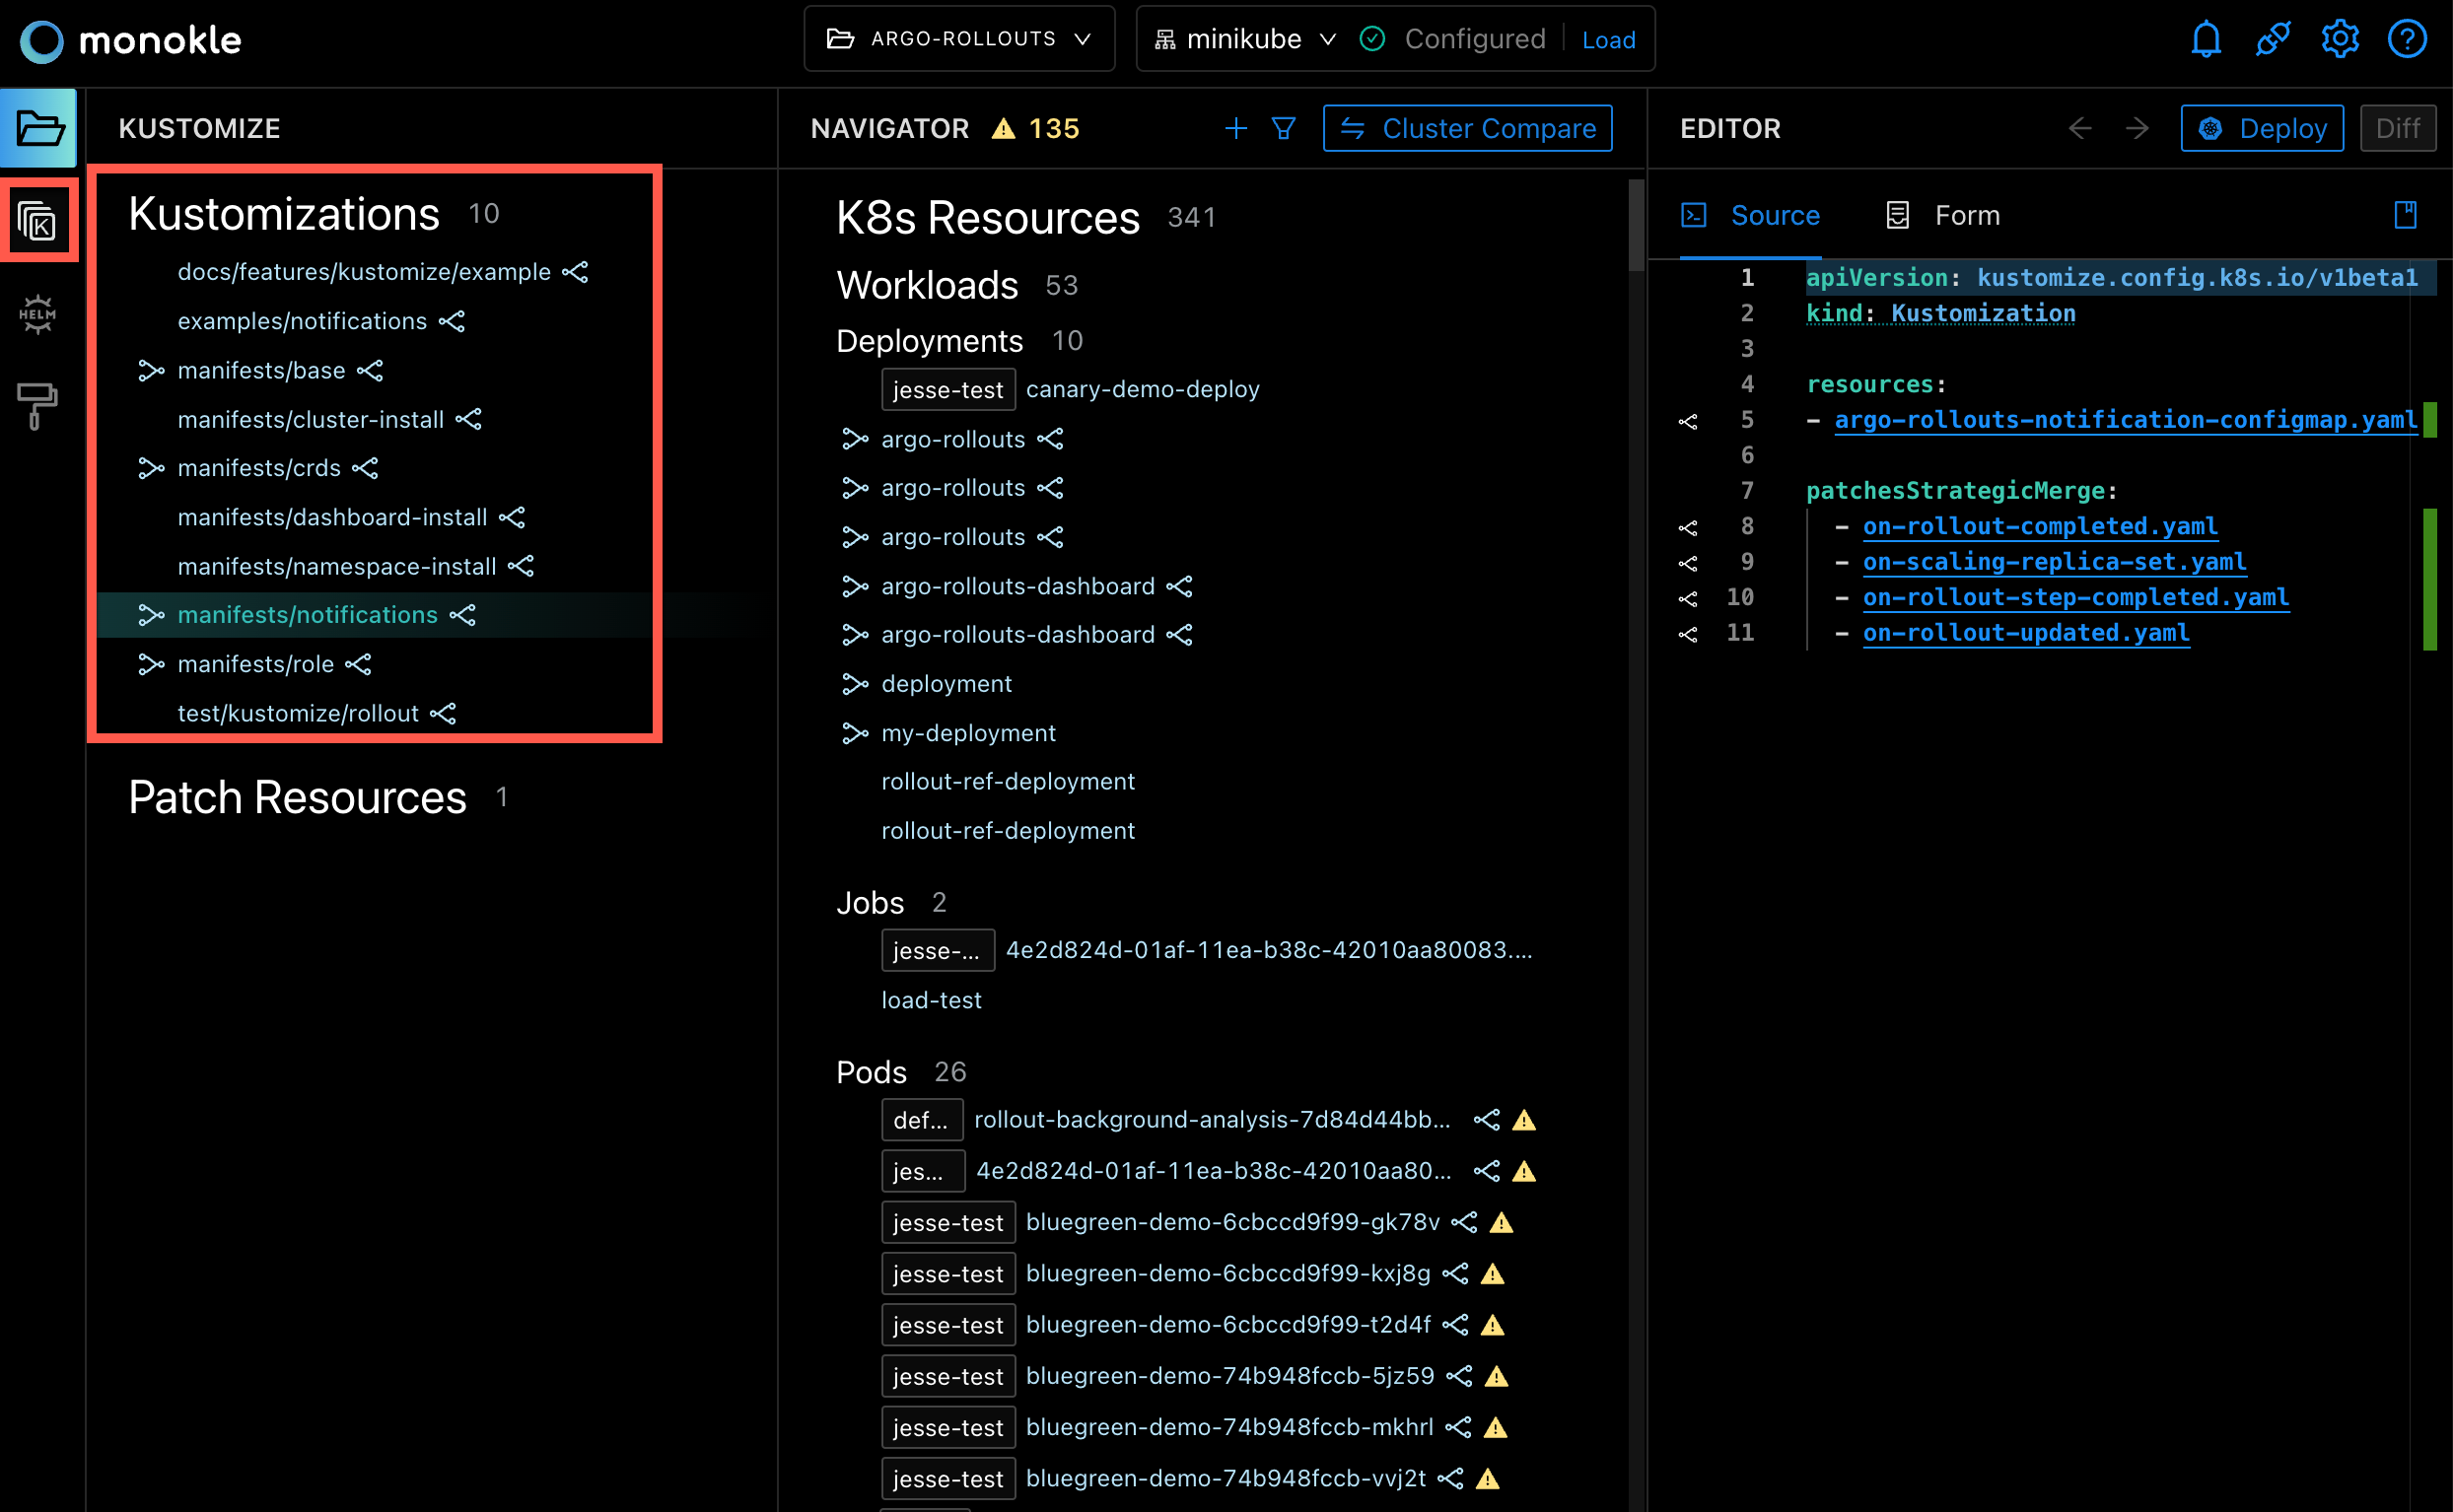 monokle
ARGO-ROLLOUTS
minikube Configured Load
KUSTOMIZE
Kustomizations 10
docs/features/kustomize/example
examples/notifications
manifests/base
manifests/cluster-install
manifests/crds
manifests/dashboard-install
manifests/namespace-install
manifests/notifications
manifests/role
test/kustomize/rollout
Patch Resources 1
K
HELM
NAVIGATOR 135
Cluster Compare
K8s Resources 341
Workloads 53
Deployments 10
jesse-test canary-demo-deploy
argo-rollouts
argo-rollouts
argo-rollouts
argo-rollouts-dashboard
argo-rollouts-dashboard
deployment
my-deployment
rollout-ref-deployment
rollout-ref-deployment
Jobs 2
jesse-... 4e2d824d-01af-11ea-b38c-42010aa80083....
load-test
Pods 26
def... rollout-background-analysis-7d84d44bb...
jes... 4e2d824d-01af-11ea-b38c-42010aa80...
jesse-test bluegreen-demo-6cbccd9f99-gk78v
jesse-test bluegreen-demo-6cbccd9f99-kxj8g
jesse-test bluegreen-demo-6cbccd9f99-t2d4f
jesse-test bluegreen-demo-74b948fccb-5jz59
jesse-test bluegreen-demo-74b948fccb-mkhrl
jesse-test bluegreen-demo-74b948fccb-vvj2t
EDITOR
Deploy
Diff
Source
Form
1 apiVersion: kustomize.config.k8s.io/v1beta1
2 kind: Kustomization
3
4 resources:
5 - argo-rollouts-notification-configmap.yaml
6
7 patchesStrategicMerge:
8 - on-rollout-completed.yaml
9 - on-scaling-replica-set.yaml
10 - on-rollout-step-completed.yaml
11 - on-rollout-updated.yaml